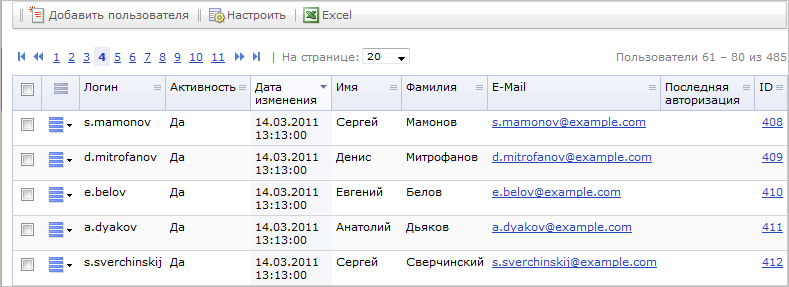 Добавить пользователя Настроить Excel
1 2 3 4 5 6 7 8 9 10 11 | На странице: 20 Пользователи 61 – 80 из 485
Логин Активность Дата изменения Имя Фамилия E-Mail Последняя авторизация ID
s.mamonov Да 14.03.2011 13:13:00 Сергей Мамонов s.mamonov@example.com 408
d.mitrofanov Да 14.03.2011 13:13:00 Денис Митрофанов d.mitrofanov@example.com 409
e.belov Да 14.03.2011 13:13:00 Евгений Белов e.belov@example.com 410
a.dyakov Да 14.03.2011 13:13:00 Анатолий Дьяков a.dyakov@example.com 411
s.sverchinskij Да 14.03.2011 13:13:00 Сергей Сверчинский s.sverchinskij@example.com 412